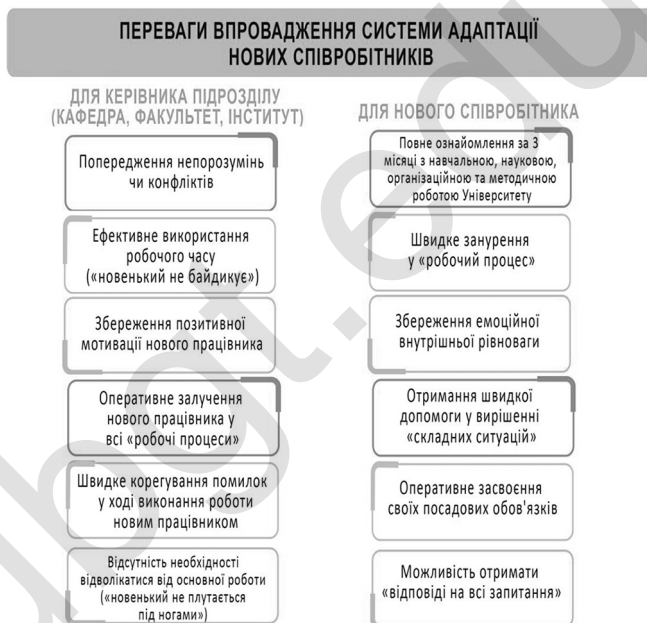 ПЕРЕВАГИ ВПРОВАДЖЕННЯ СИСТЕМИ АДАПТАЦІЇ
НОВИХ СПІВРОБІТНИКІВ
ДЛЯ КЕРІВНИКА ПІДРОЗДІЛУ
(КАФЕДРА, ФАКУЛЬТЕТ, ІНСТИТУТ)
Попередження непорозумінь
чи конфліктів
Ефективне використання
робочого часу
(«новенький не байдикує»)
Збереження позитивної
мотивації нового працівника
Оперативне залучення
нового працівника у
всі «робочі процеси»
Швидке корегування помилок
у ході виконання роботи
новим працівником
Відсутність необхідності
відволікатися від основної роботи
(«новенький не плутається
під ногами»)
ДЛЯ НОВОГО СПІВРОБІТНИКА
Повне ознайомлення за 3
місяці з навчальною, науковою,
організаційною та методичною
роботою Університету
Швидке занурення
у «робочий процес»
Збереження емоційної
внутрішньої рівноваги
Отримання швидкої
допомоги у вирішенні
«складних ситуацій»
Оперативне засвоєння
своїх посадових обов'язків
Можливість отримати
«відповіді на всі запитання»